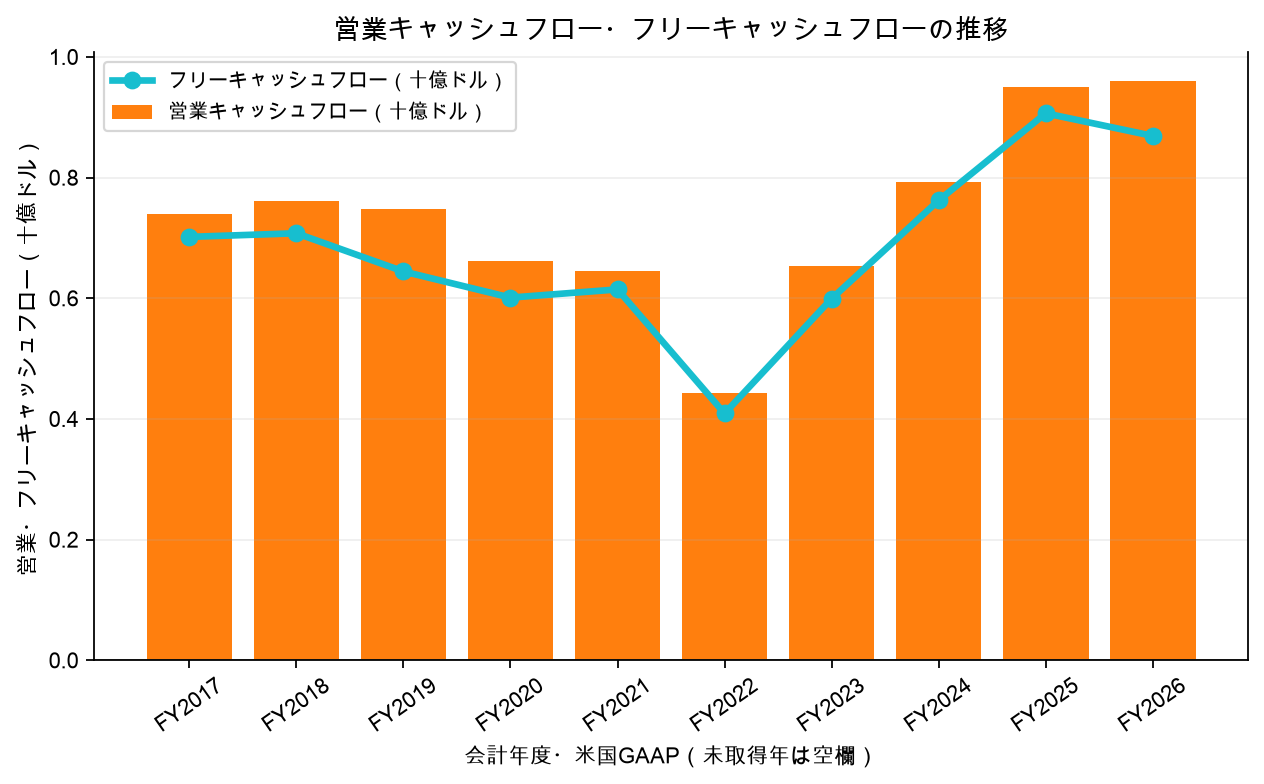 営業キャッシュフロー・フリーキャッシュフローの推移
フリーキャッシュフロー（十億ドル）
営業キャッシュフロー（十億ドル）
営業・フリーキャッシュフロー（十億ドル）
1.0
0.8
0.6
0.4
0.2
0.0
FY2017
FY2018
FY2019
FY2020
FY2021
FY2022
FY2023
FY2024
FY2025
FY2026
会計年度・米国GAAP（未取得年は空欄）